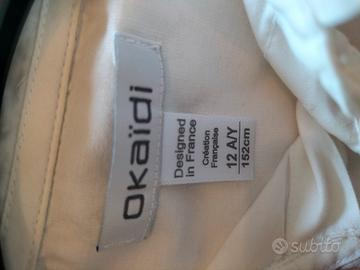 OKAÏDI
Designed
in France
Création
Française
12 A/Y
152cm
subito